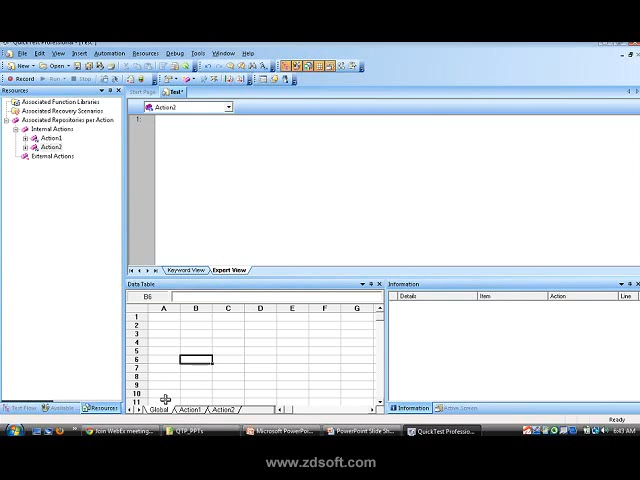 QuickTest Professional - [Test *]
File Edit View Insert Automation Resources Debug Tools Window Help
New Open
Record Run Stop
Resources
Associated Function Libraries
Associated Recovery Scenarios
Associated Repositories per Action
Internal Actions
Action1
Action2
External Actions
Start Page Test*
Action2
1:
Keyword View Expert View
Data Table
B6
A B C D E F G
1
2
3
4
5
6
7
8
9
10
11
Global Action1 Action2
Information
Details Item Action Line
Test Flow Available Resources
Information Active Screen
Ready
Join WebEx meeting... QTP_PPTs Microsoft PowerPoi... PowerPoint Slide Sh... QuickTest Professio... 6:43 AM
www.zdsoft.com